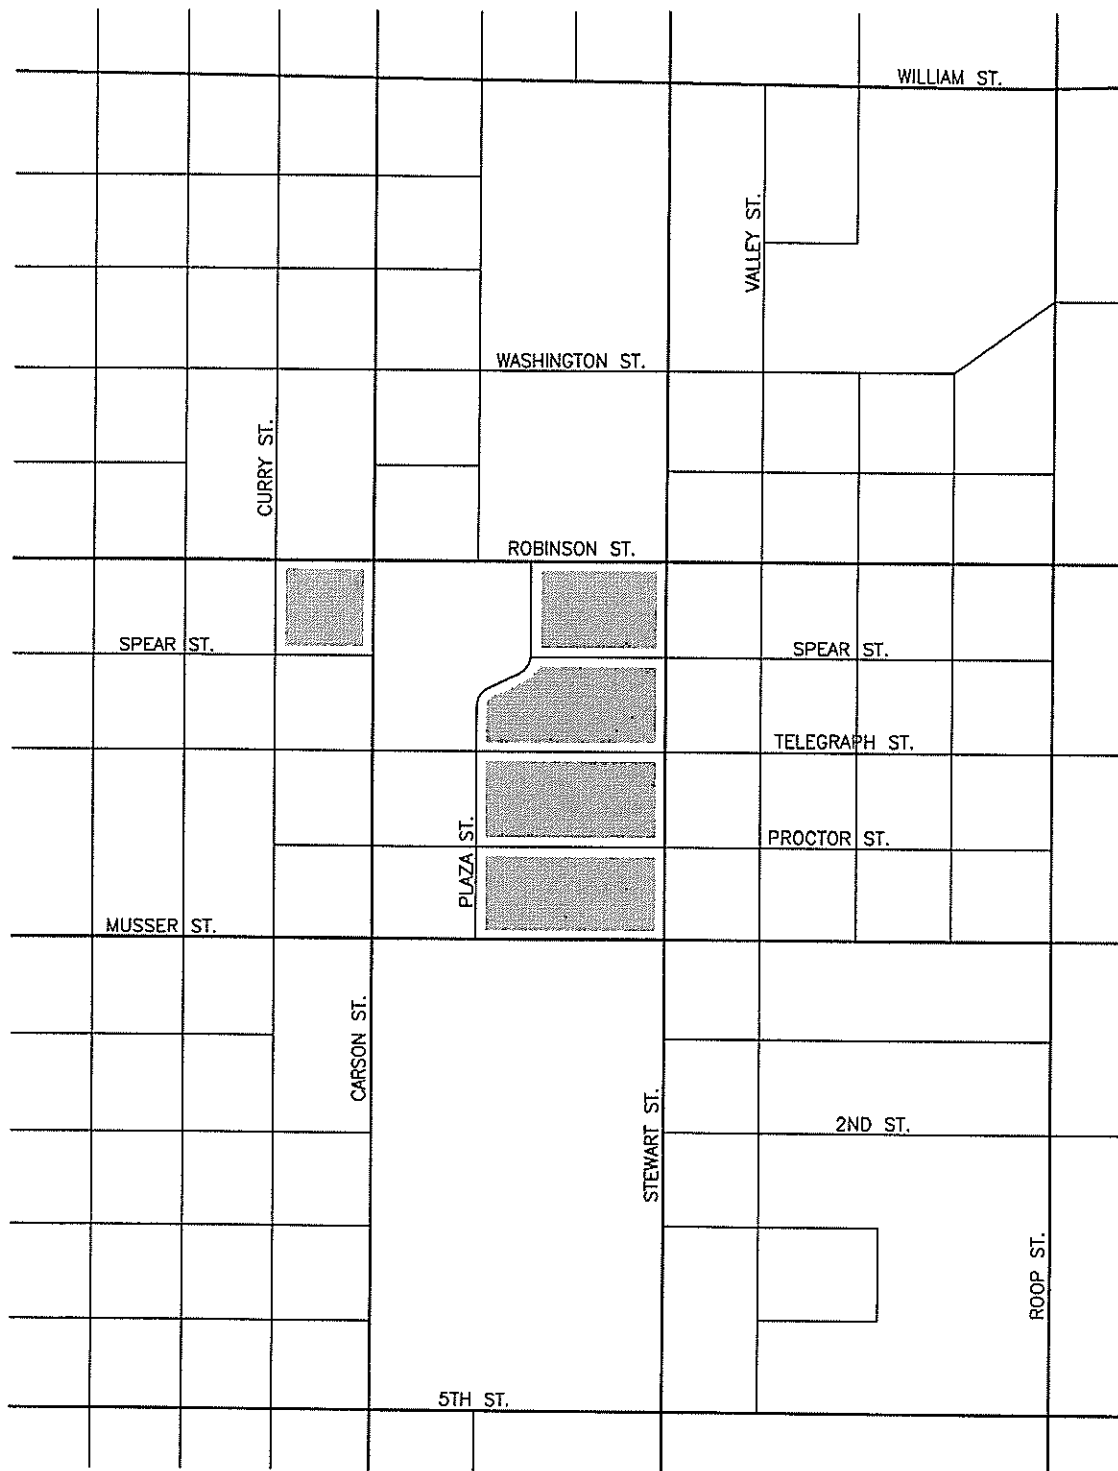 WILLIAM ST.
VALLEY ST.
WASHINGTON ST.
CURRY ST.
ROBINSON ST.
SPEAR ST.
SPEAR ST.
TELEGRAPH ST.
PLAZA ST.
PROCTOR ST.
MUSSER ST.
CARSON ST.
STEWART ST.
2ND ST.
ROOP ST.
5TH ST.